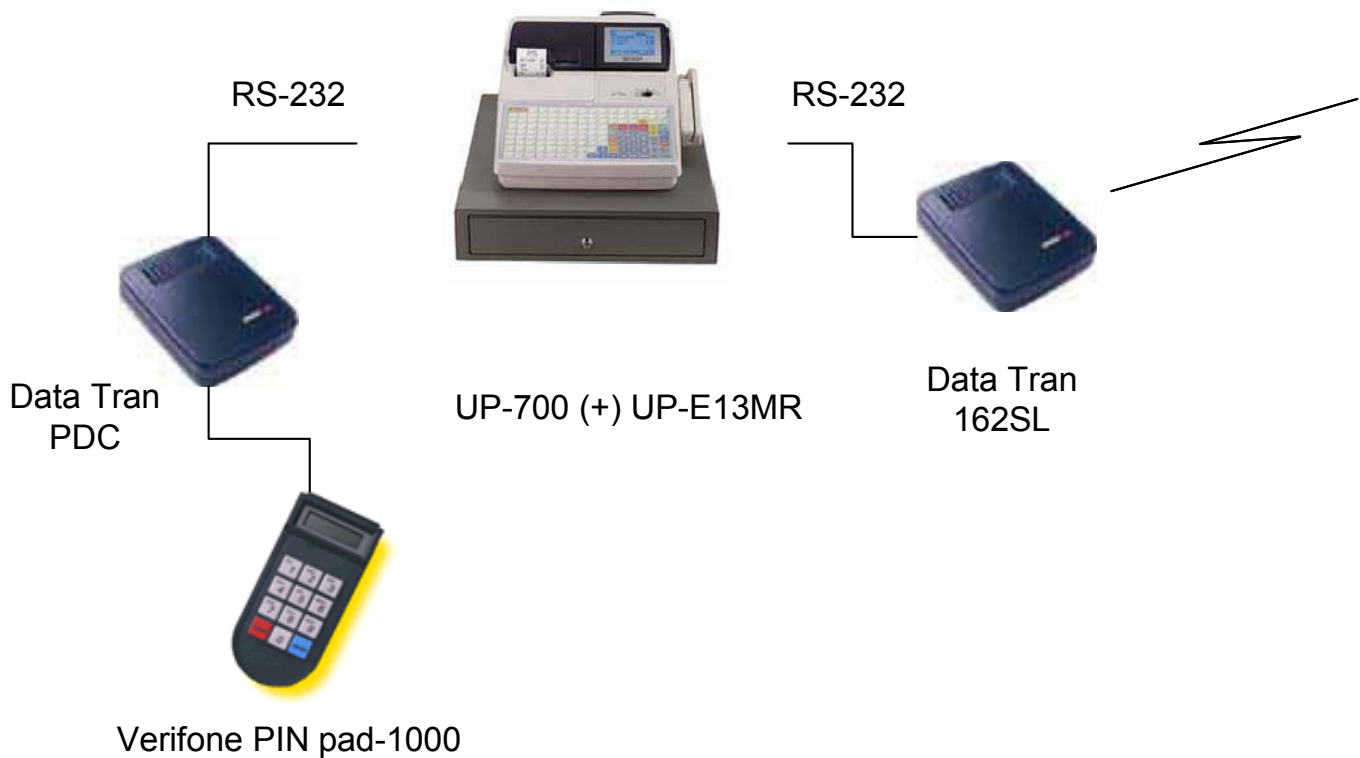 RS-232
RS-232
Data Tran
PDC
UP-700 (+) UP-E13MR
Data Tran
162SL
Verifone PIN pad-1000